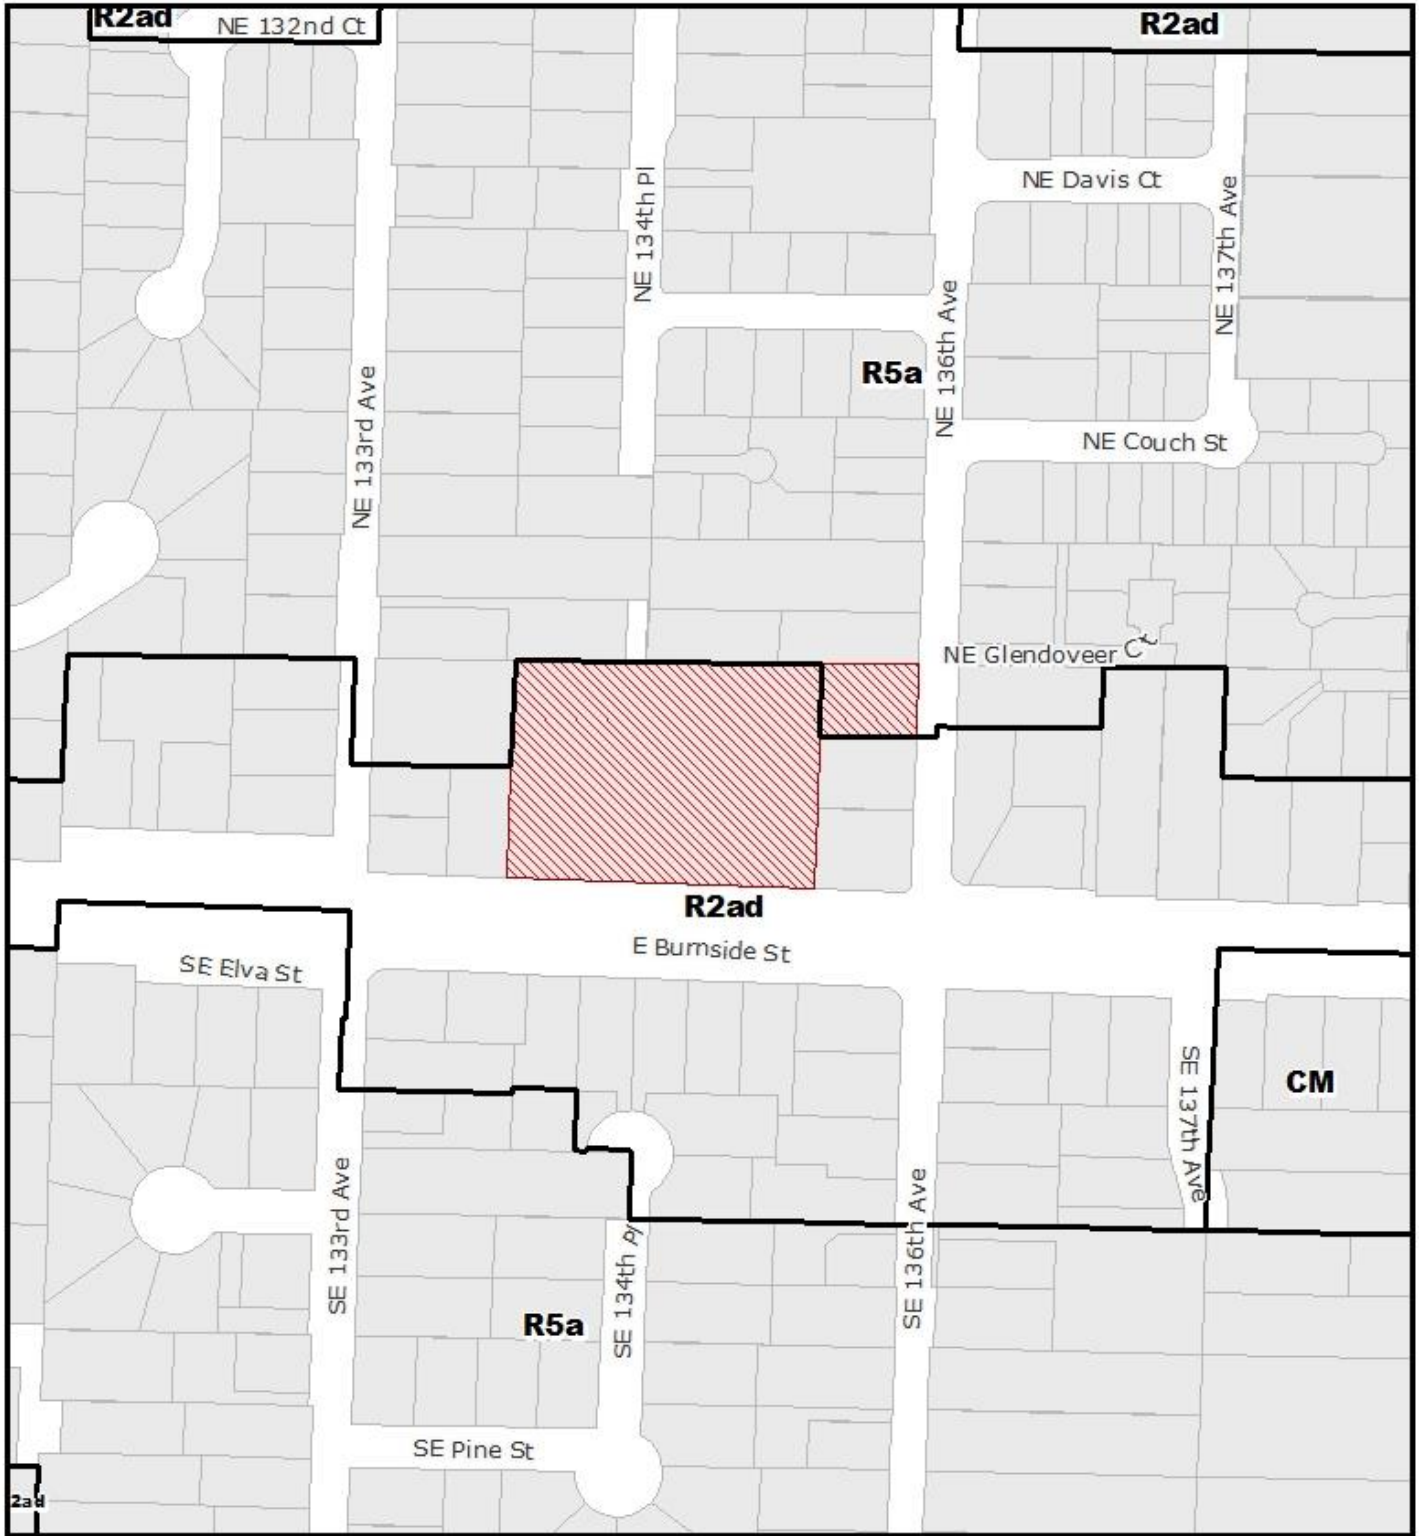 R2ad
NE 132nd Ct
R2ad
NE Davis Ct
NE 134th Pl
NE 137th Ave
NE 136th Ave
R5a
NE 133rd Ave
NE Couch St
NE Glendoveer Ct
R2ad
E Burnside St
SE Elva St
SE 137th Ave
CM
SE 133rd Ave
SE 136th Ave
SE 134th Pl
R5a
SE Pine St
2ad